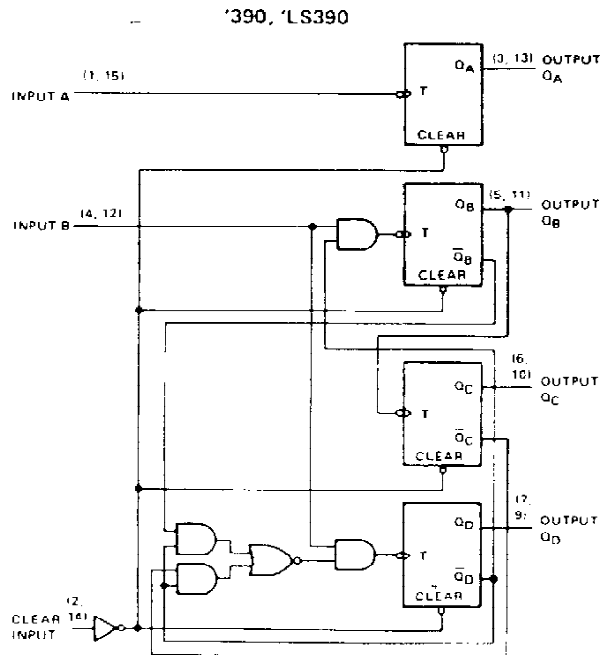 '390, 'LS390
INPUT A
(1, 15)
T
QA
CLEAR
(3, 13)
OUTPUT
QA
INPUT B
(4, 12)
T
QB
Q̅B
CLEAR
(5, 11)
OUTPUT
QB
T
QC
Q̅C
CLEAR
(6,
10)
OUTPUT
QC
T
QD
Q̅D
CLEAR
(7,
9)
OUTPUT
QD
CLEAR
INPUT
(2,
14)